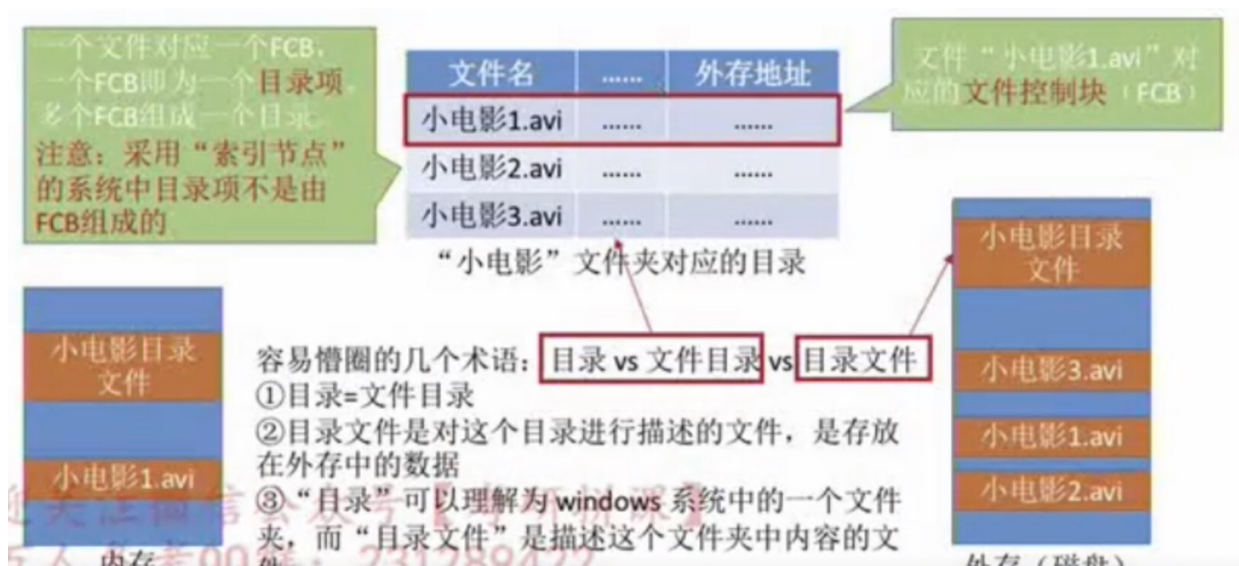 一个文件对应一个FCB，
一个FCB即为一个目录项。
多个FCB组成一个目录。
注意：采用“索引节点”
的系统中目录项不是由
FCB组成的
文件名 …… 外存地址
小电影1.avi …… ……
小电影2.avi …… ……
小电影3.avi …… ……
“小电影”文件夹对应的目录
文件“小电影1.avi”对
应的文件控制块（FCB）
小电影目录
文件
小电影1.avi
内存
容易懵圈的几个术语：目录 vs 文件目录 vs 目录文件
①目录=文件目录
②目录文件是对这个目录进行描述的文件，是存放
在外存中的数据
③“目录”可以理解为 windows 系统中的一个文件
夹，而“目录文件”是描述这个文件夹中内容的文
件
小电影目录
文件
小电影3.avi
小电影1.avi
小电影2.avi
外存（磁盘）